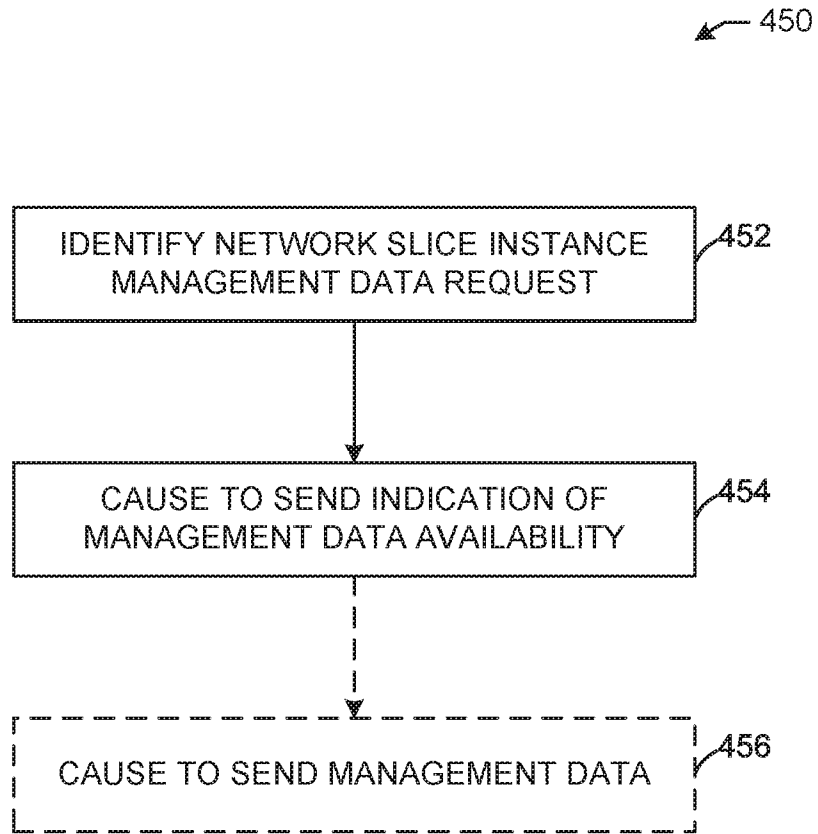 450
IDENTIFY NETWORK SLICE INSTANCE
MANAGEMENT DATA REQUEST
452
CAUSE TO SEND INDICATION OF
MANAGEMENT DATA AVAILABILITY
454
CAUSE TO SEND MANAGEMENT DATA
456